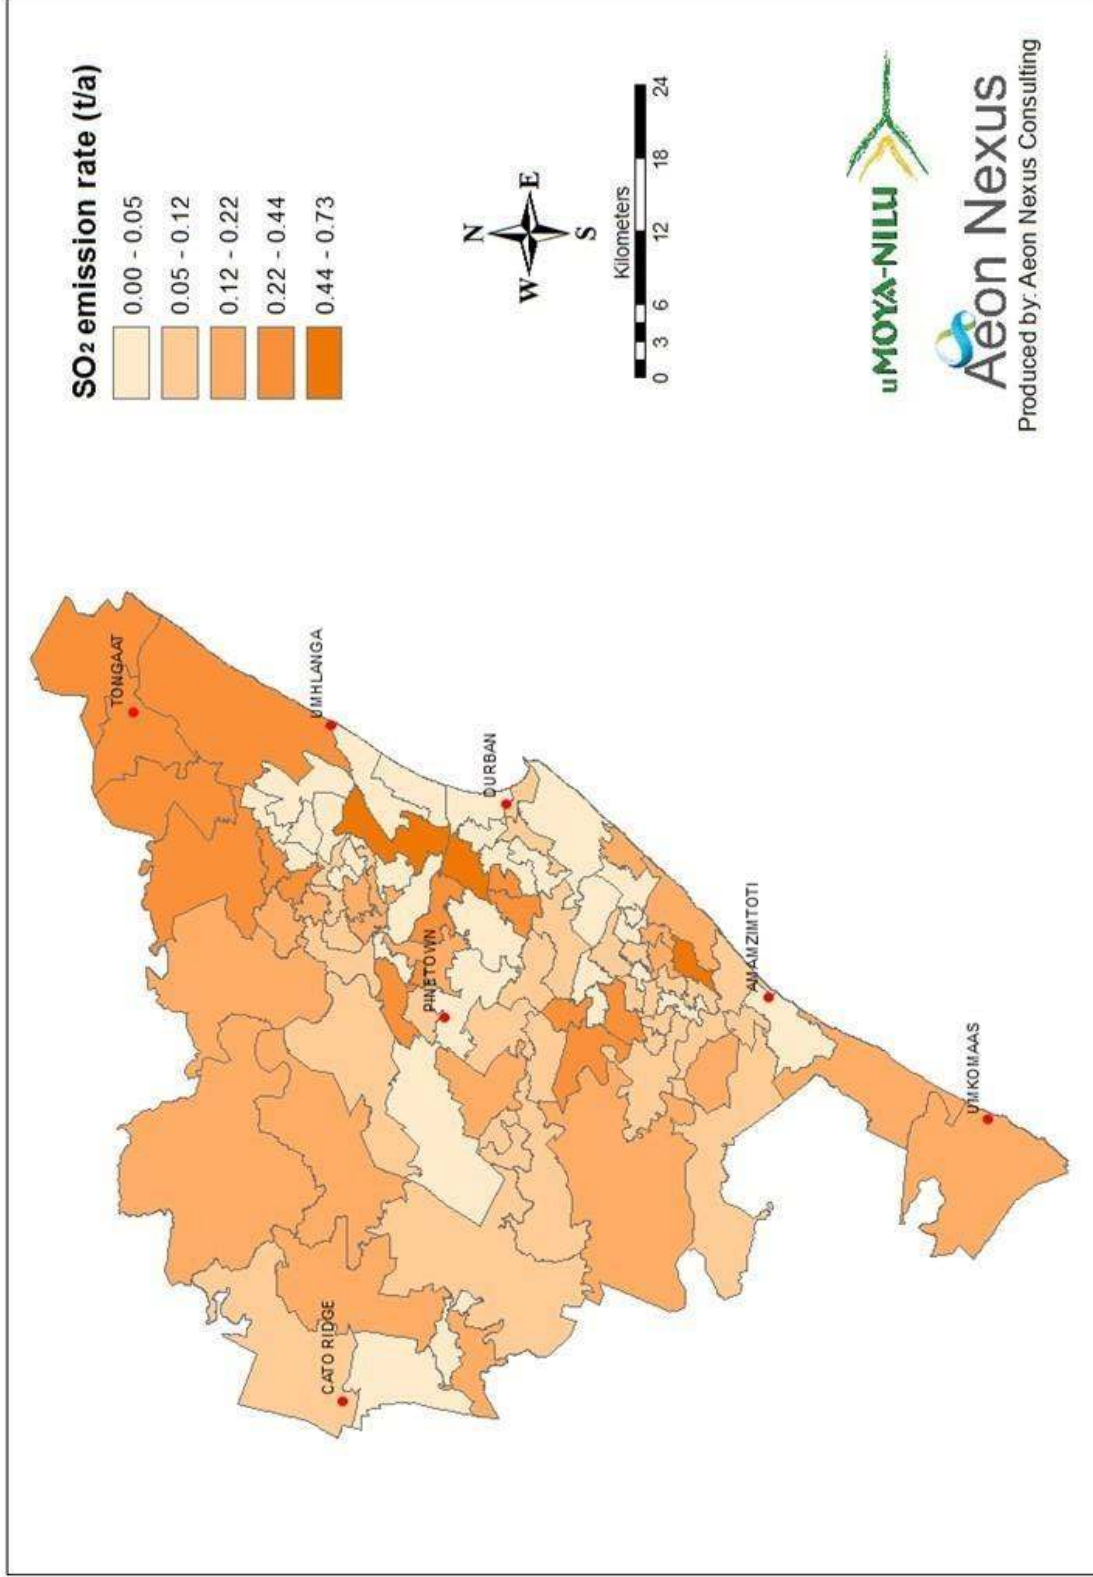 SO2 emission rate (t/a)
0.00 - 0.05
0.05 - 0.12
0.12 - 0.22
0.22 - 0.44
0.44 - 0.73
N
W E
S
Kilometers
0 3 6 12 18 24
uMOYA-NILU
Aeon Nexus
Produced by: Aeon Nexus Consulting
TONGAAT
UMHLANGA
DURBAN
PINETOWN
CATO RIDGE
AMAMZIMTOTI
UMKOMAAS